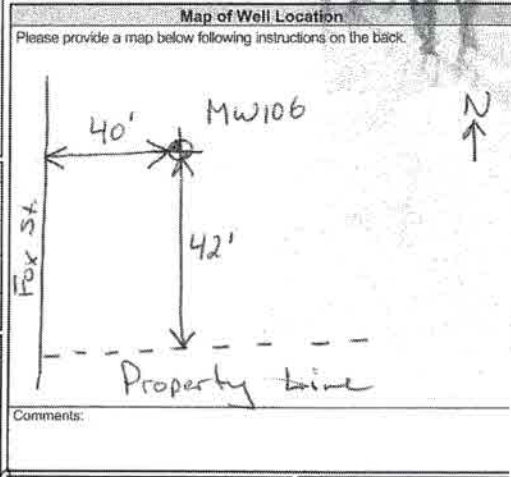 Map of Well Location
Please provide a map below following instructions on the back.
N
MW106
40'
42'
Fox St.
Property Line
Comments: